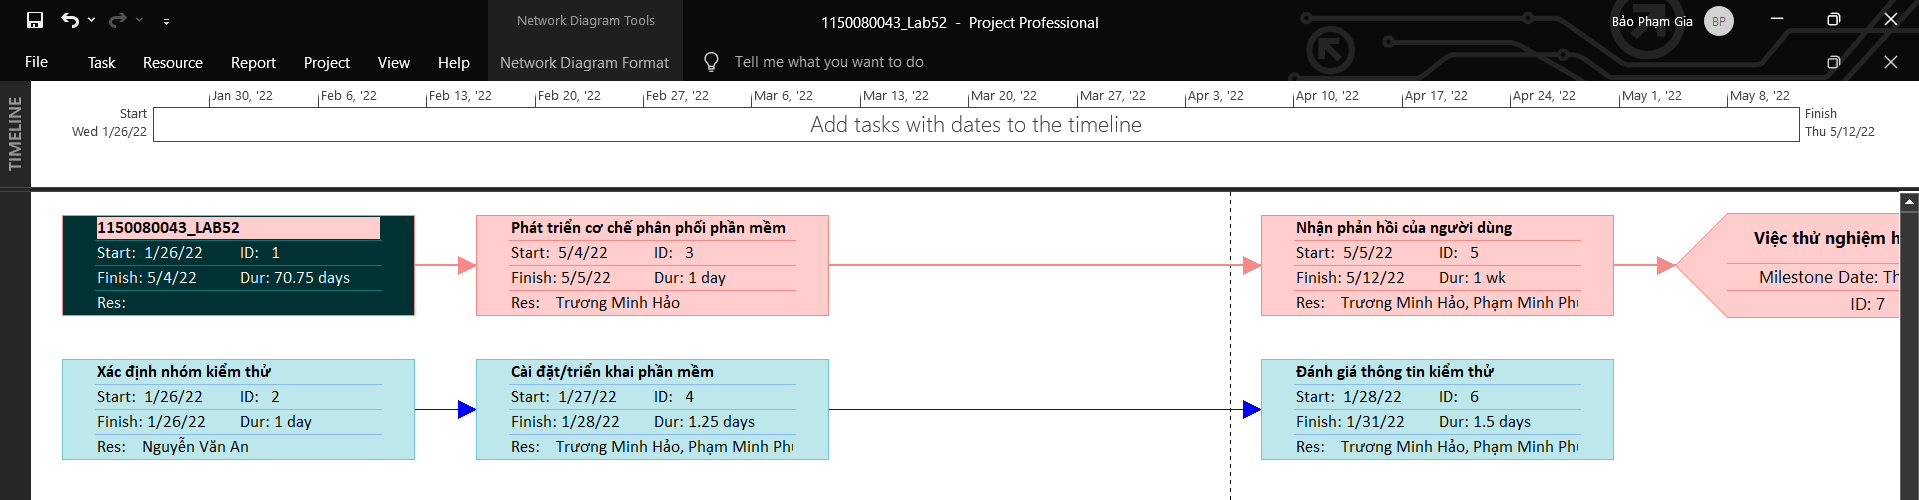 Network Diagram Tools
1150080043_Lab52 - Project Professional
Bảo Phạm Gia
BP
File
Task
Resource
Report
Project
View
Help
Network Diagram Format
Tell me what you want to do
TIMELINE
Jan 30, '22
Feb 6, '22
Feb 13, '22
Feb 20, '22
Feb 27, '22
Mar 6, '22
Mar 13, '22
Mar 20, '22
Mar 27, '22
Apr 3, '22
Apr 10, '22
Apr 17, '22
Apr 24, '22
May 1, '22
May 8, '22
Start
Wed 1/26/22
Add tasks with dates to the timeline
Finish
Thu 5/12/22
1150080043_LAB52
Start: 1/26/22 ID: 1
Finish: 5/4/22 Dur: 70.75 days
Res:
Phát triển cơ chế phân phối phần mềm
Start: 5/4/22 ID: 3
Finish: 5/5/22 Dur: 1 day
Res: Trương Minh Hảo
Nhận phản hồi của người dùng
Start: 5/5/22 ID: 5
Finish: 5/12/22 Dur: 1 wk
Res: Trương Minh Hảo, Phạm Minh Phú
Việc thử nghiệm h
Milestone Date: Th
ID: 7
Xác định nhóm kiểm thử
Start: 1/26/22 ID: 2
Finish: 1/26/22 Dur: 1 day
Res: Nguyễn Văn An
Cài đặt/triển khai phần mềm
Start: 1/27/22 ID: 4
Finish: 1/28/22 Dur: 1.25 days
Res: Trương Minh Hảo, Phạm Minh Phú
Đánh giá thông tin kiểm thử
Start: 1/28/22 ID: 6
Finish: 1/31/22 Dur: 1.5 days
Res: Trương Minh Hảo, Phạm Minh Phú